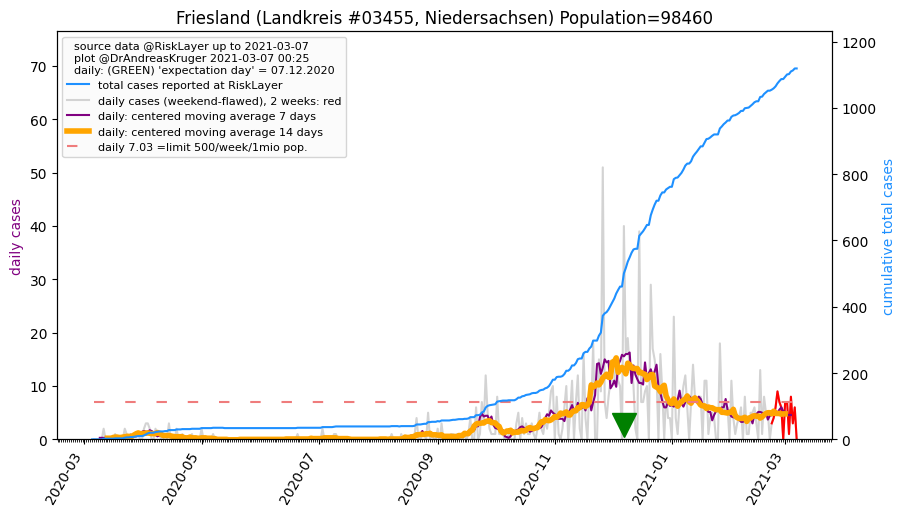 Friesland (Landkreis #03455, Niedersachsen) Population=98460
source data @RiskLayer up to 2021-03-07
plot @DrAndreasKruger 2021-03-07 00:25
daily: (GREEN) 'expectation day' = 07.12.2020
total cases reported at RiskLayer
daily cases (weekend-flawed), 2 weeks: red
daily: centered moving average 7 days
daily: centered moving average 14 days
daily 7.03 =limit 500/week/1mio pop.
daily cases
70
60
50
40
30
20
10
0
cumulative total cases
1200
1000
800
600
400
200
0
2020-03
2020-05
2020-07
2020-09
2020-11
2021-01
2021-03